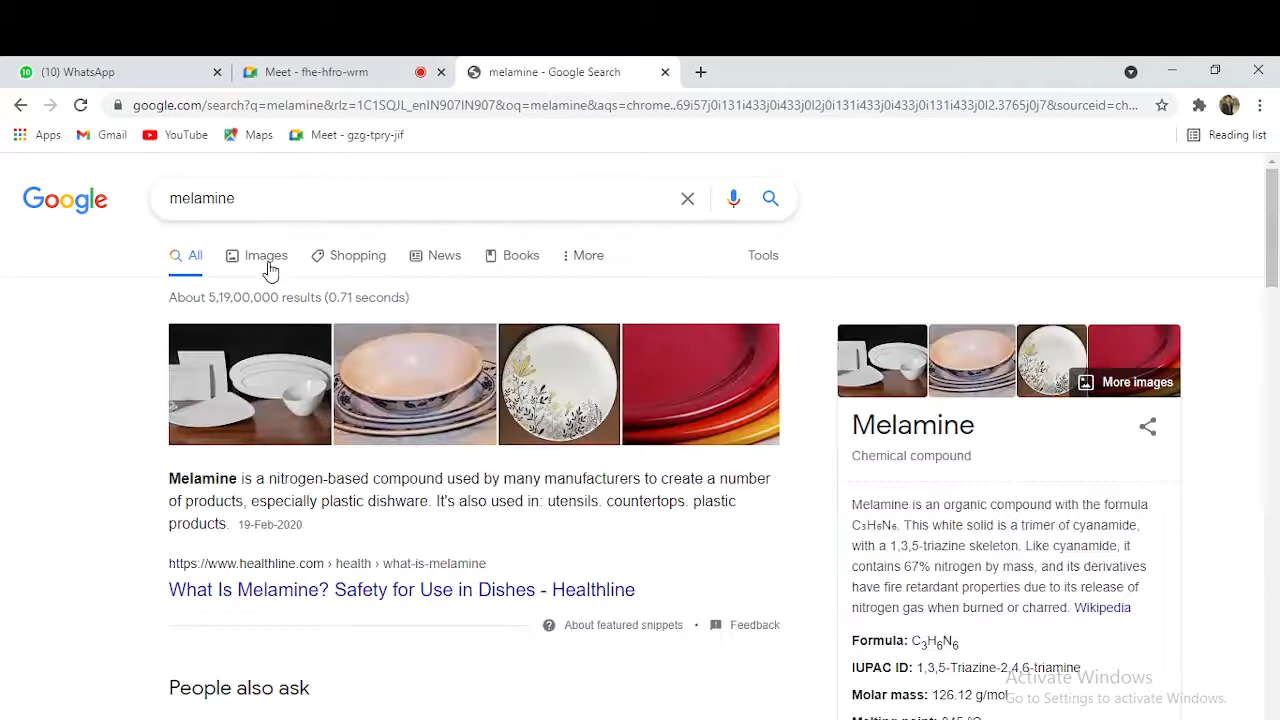 10
(10) WhatsApp
Meet - fhe-hfro-wrm
melamine - Google Search
google.com/search?q=melamine&rlz=1C1SQJL_enIN907IN907&oq=melamine&aqs=chrome..69i57j0i131i433j0i433j0l2j0i131i433j0i433j0i131i433j0l2.3765j0j7&sourceid=ch...
Apps
Gmail
YouTube
Maps
Meet - gzg-tpry-jif
Reading list
Google
melamine
All
Images
Shopping
News
Books
More
Tools
About 5,19,00,000 results (0.71 seconds)
Melamine is a nitrogen-based compound used by many manufacturers to create a number
of products, especially plastic dishware. It's also used in: utensils. countertops. plastic
products. 19-Feb-2020
https://www.healthline.com › health › what-is-melamine
What Is Melamine? Safety for Use in Dishes - Healthline
About featured snippets • Feedback
People also ask
More images
Melamine
Chemical compound
Melamine is an organic compound with the formula
C₃H₆N₆. This white solid is a trimer of cyanamide,
with a 1,3,5-triazine skeleton. Like cyanamide, it
contains 67% nitrogen by mass, and its derivatives
have fire retardant properties due to its release of
nitrogen gas when burned or charred. Wikipedia
Formula: C₃H₆N₆
IUPAC ID: 1,3,5-Triazine-2,4,6-triamine
Molar mass: 126.12 g/mol
Activate Windows
Go to Settings to activate Windows.